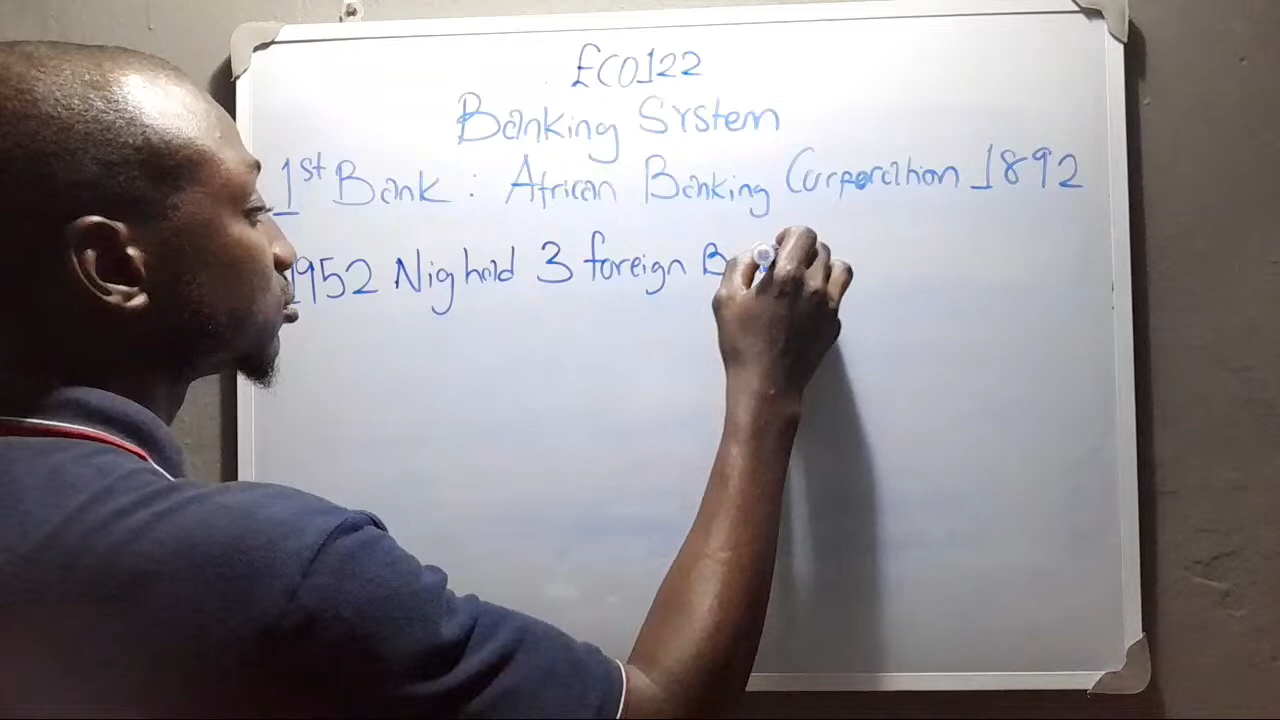 ECO122
Banking System
1st Bank : African Banking Corporation 1892
1952 Nig had 3 foreign